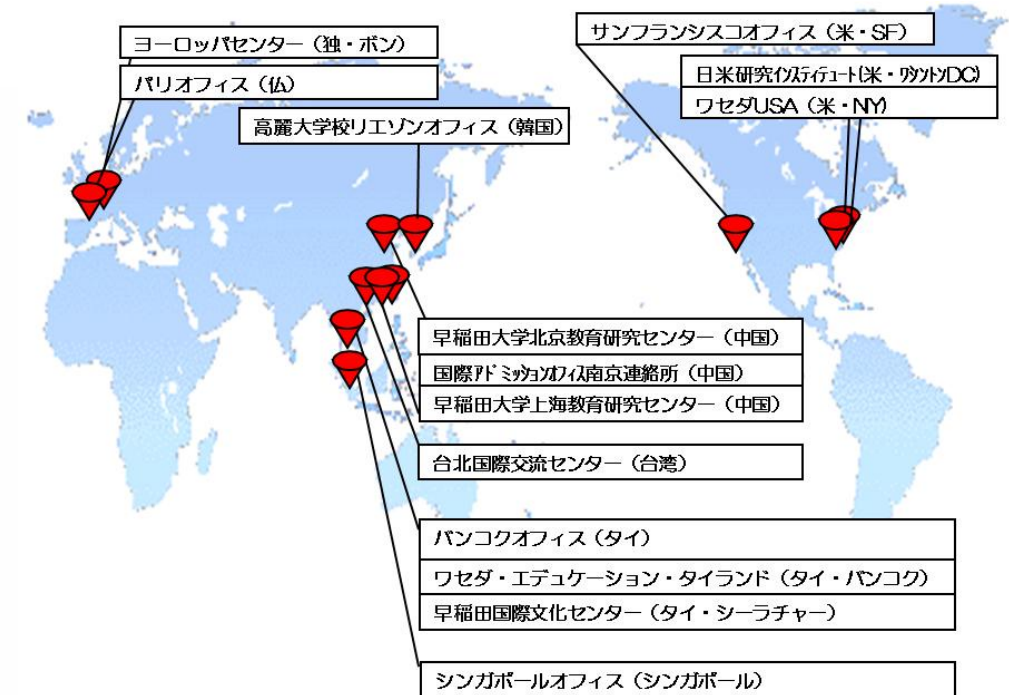 ヨーロッパセンター（独・ボン）
パリオフィス（仏）
高麗大学校リエゾンオフィス（韓国）
サンフランシスコオフィス（米・SF）
日米研究ｲﾝｽﾃｨﾃｭｰﾄ(米・ﾜｼﾝﾄﾝDC)
ワセダUSA（米・NY)
早稲田大学北京教育研究センター（中国）
国際ｱﾄﾞﾐｯｼｮﾝｵﾌｨｽ南京連絡所（中国）
早稲田大学上海教育研究センター（中国）
台北国際交流センター（台湾）
バンコクオフィス（タイ）
ワセダ・エデュケーション・タイランド（タイ・バンコク）
早稲田国際文化センター（タイ・シーラチャー）
シンガポールオフィス（シンガポール）